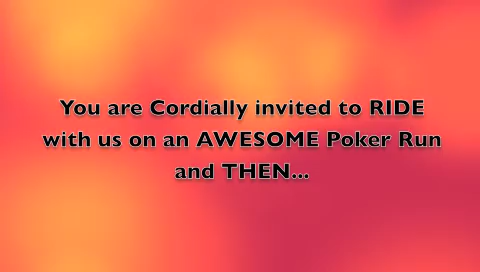 You are Cordially invited to RIDE
with us on an AWESOME Poker Run
and THEN...